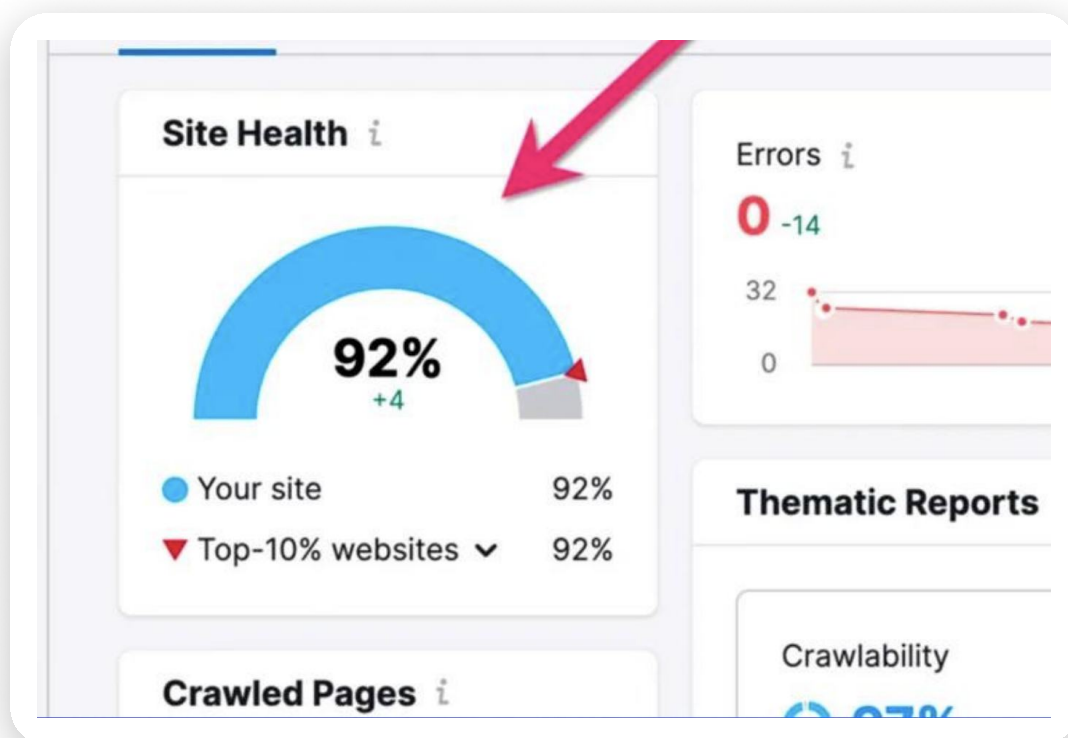 Site Health i
92%
+4
Your site 92%
Top-10% websites 92%
Crawled Pages i
Errors i
0 -14
32
0
Thematic Reports
Crawlability